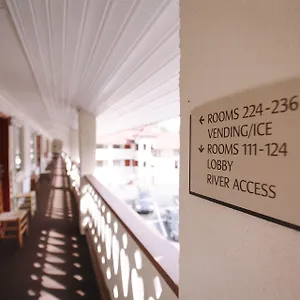 ← ROOMS 224-236
VENDING/ICE
↓ ROOMS 111-124
LOBBY
RIVER ACCESS